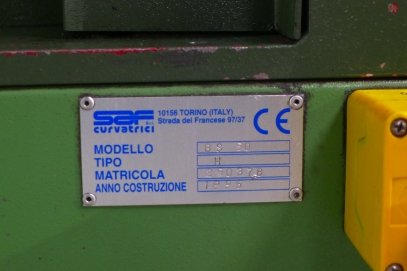 saf
curvatrici
10156 TORINO (ITALY)
Strada del Francese 97/37
CE
MODELLO
TIPO H
MATRICOLA
ANNO COSTRUZIONE